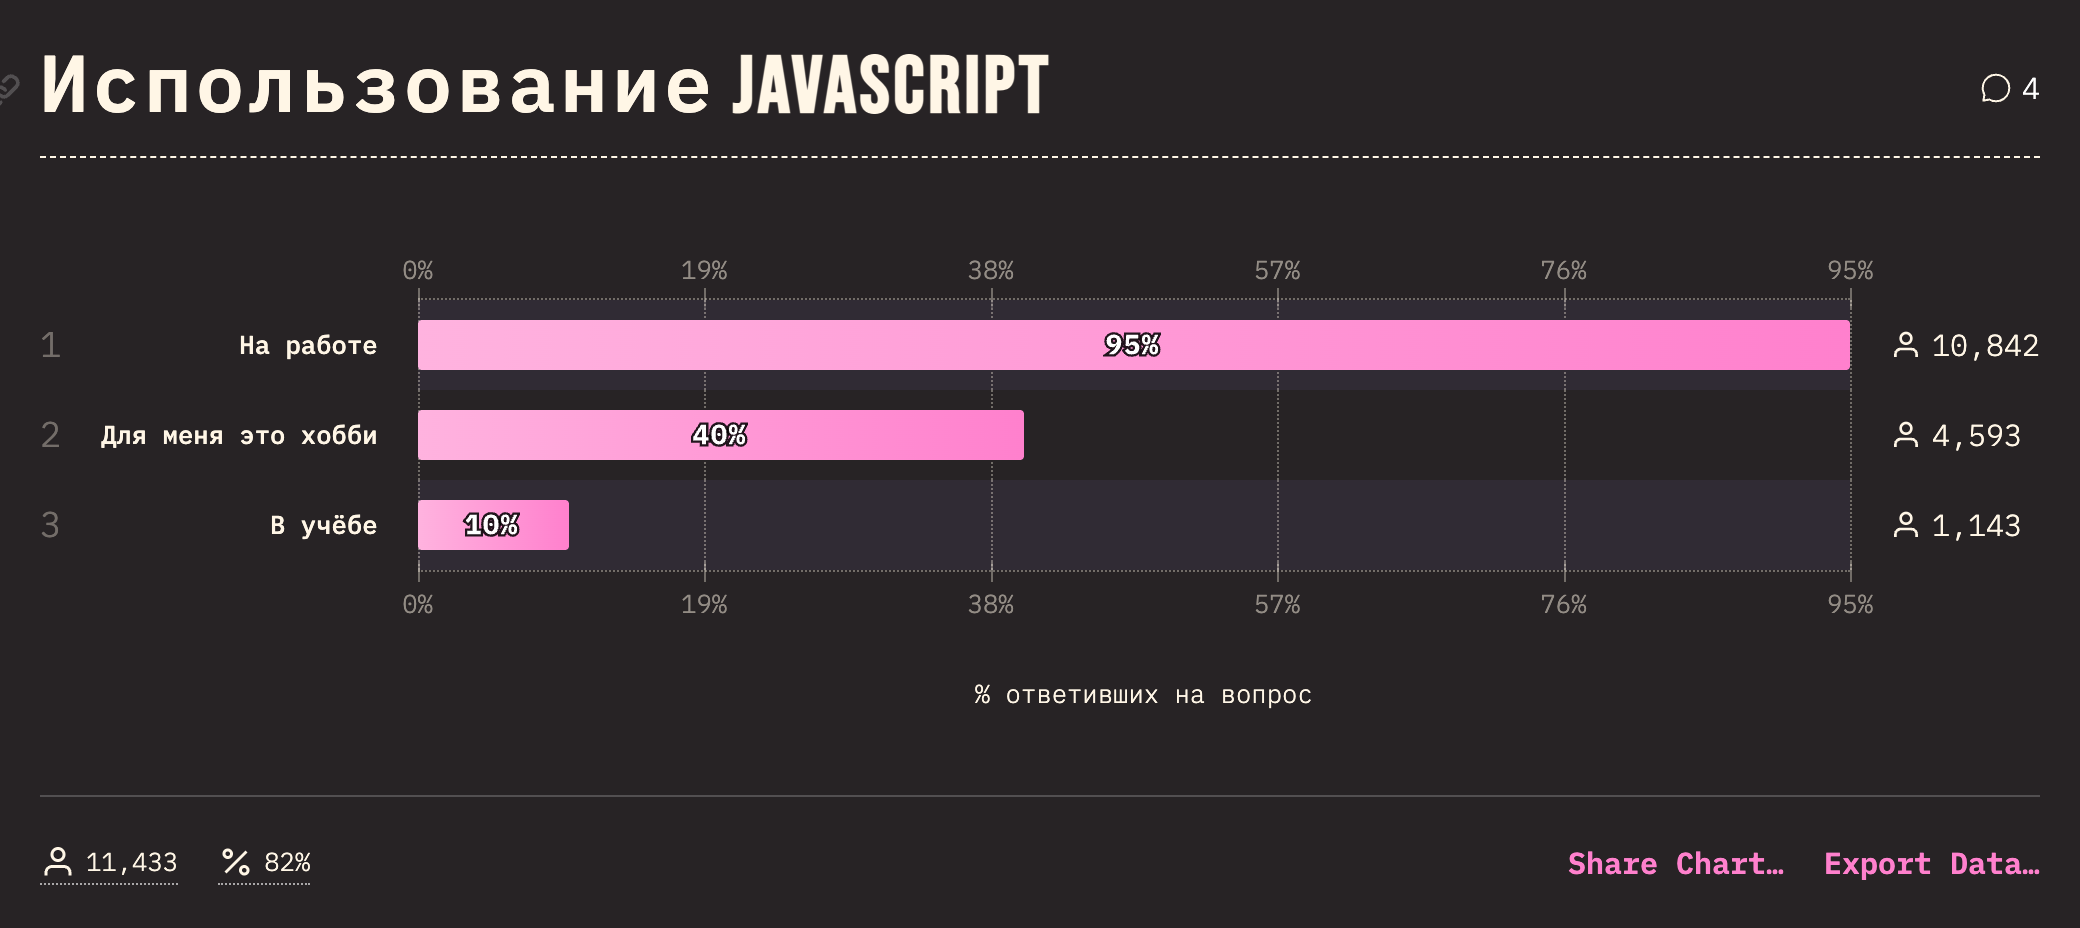 Использование JAVASCRIPT
4
0% 19% 38% 57% 76% 95%
1 На работе 95% 10,842
2 Для меня это хобби 40% 4,593
3 В учёбе 10% 1,143
0% 19% 38% 57% 76% 95%
% ответивших на вопрос
11,433 82% Share Chart… Export Data…